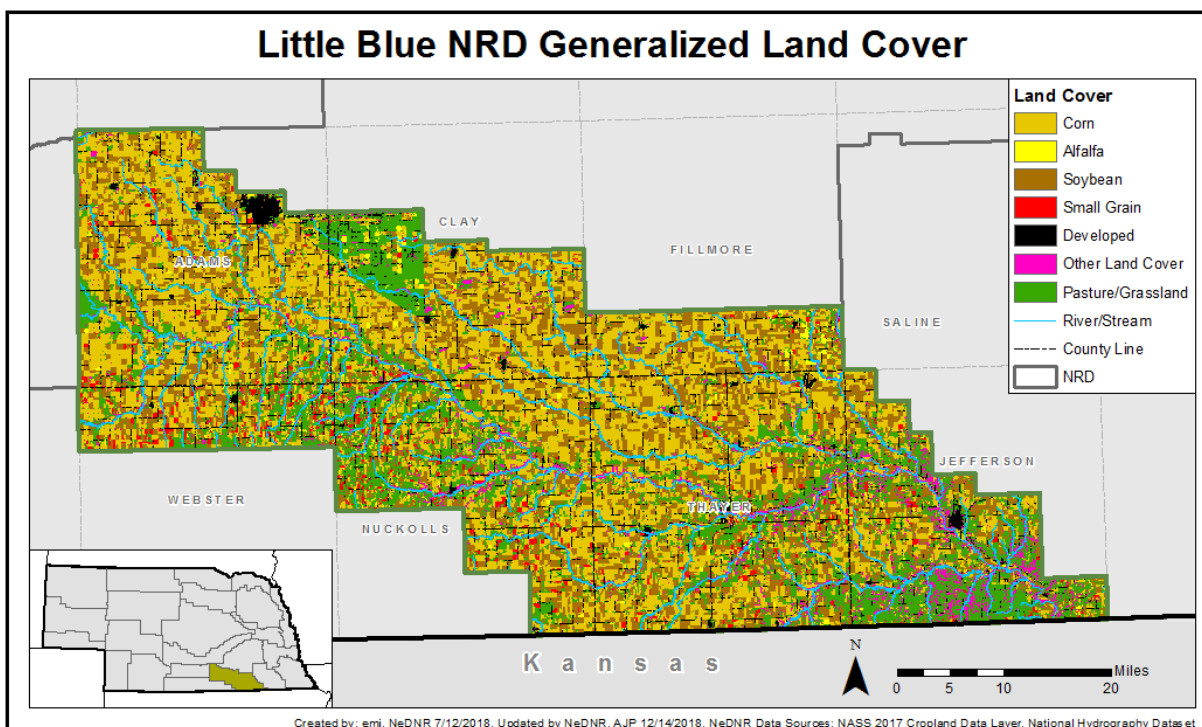 Little Blue NRD Generalized Land Cover
Land Cover
Corn
Alfalfa
Soybean
Small Grain
Developed
Other Land Cover
Pasture/Grassland
River/Stream
County Line
NRD
CLAY
FILLMORE
ADAMS
SALINE
JEFFERSON
WEBSTER
THAYER
NUCKOLLS
Kansas
N
Miles
0 5 10 20
Created by: emj, NeDNR 7/12/2018, Updated by NeDNR, AJP 12/14/2018, NeDNR Data Sources: NASS 2017 Cropland Data Layer, National Hydrography Dataset